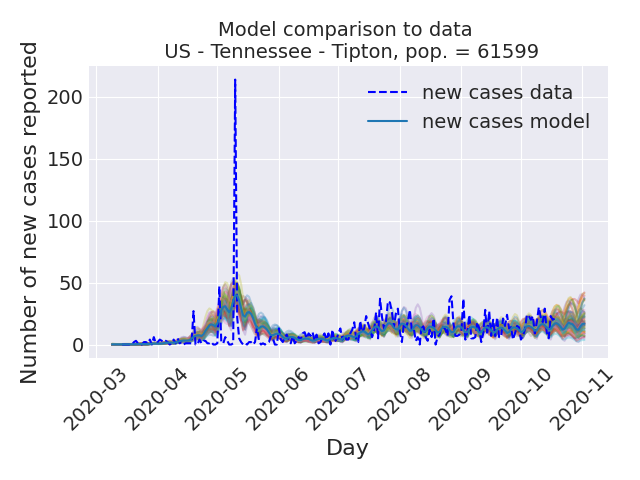 Model comparison to data
US - Tennessee - Tipton, pop. = 61599
Number of new cases reported
200
150
100
50
0
new cases data
new cases model
2020-03
2020-04
2020-05
2020-06
2020-07
2020-08
2020-09
2020-10
2020-11
Day